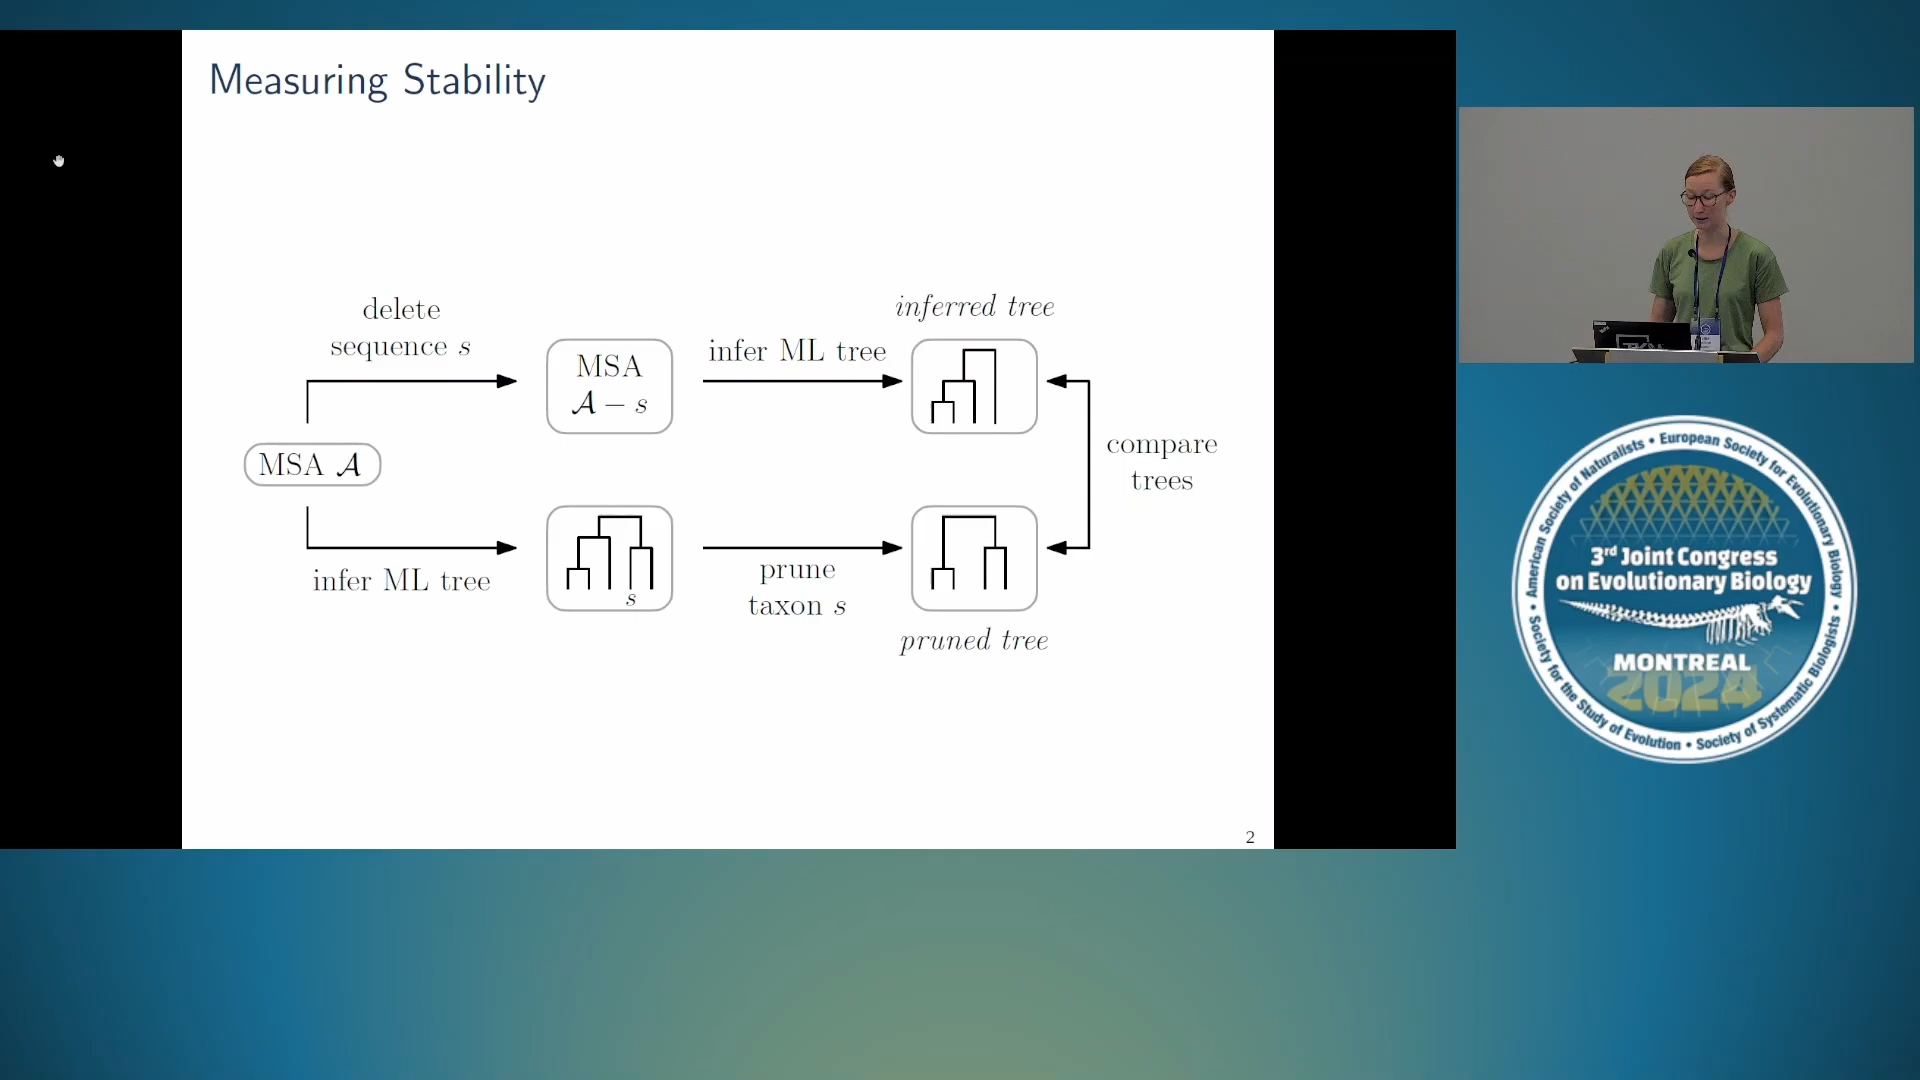 Measuring Stability
delete
sequence s
MSA
𝒜 − s
infer ML tree
inferred tree
MSA 𝒜
compare
trees
infer ML tree
s
prune
taxon s
pruned tree
2
American Society of Naturalists • European Society for Evolutionary Biology •
3rd Joint Congress
on Evolutionary Biology
MONTREAL
2024
Society for the Study of Evolution • Society of Systematic Biologists •